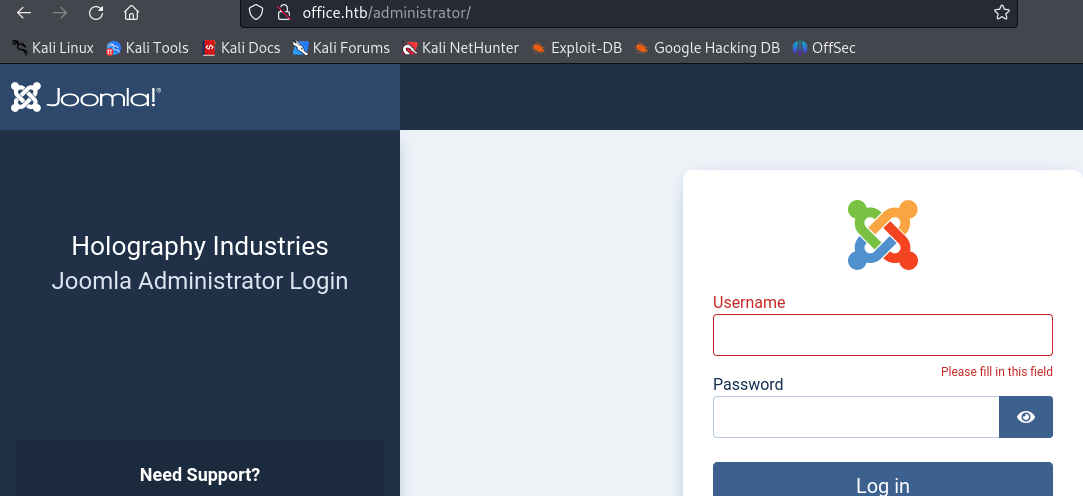 office.htb/administrator/
Kali Linux Kali Tools Kali Docs Kali Forums Kali NetHunter Exploit-DB Google Hacking DB OffSec
Joomla!®
Holography Industries
Joomla Administrator Login
Username
Please fill in this field
Password
Log in
Need Support?